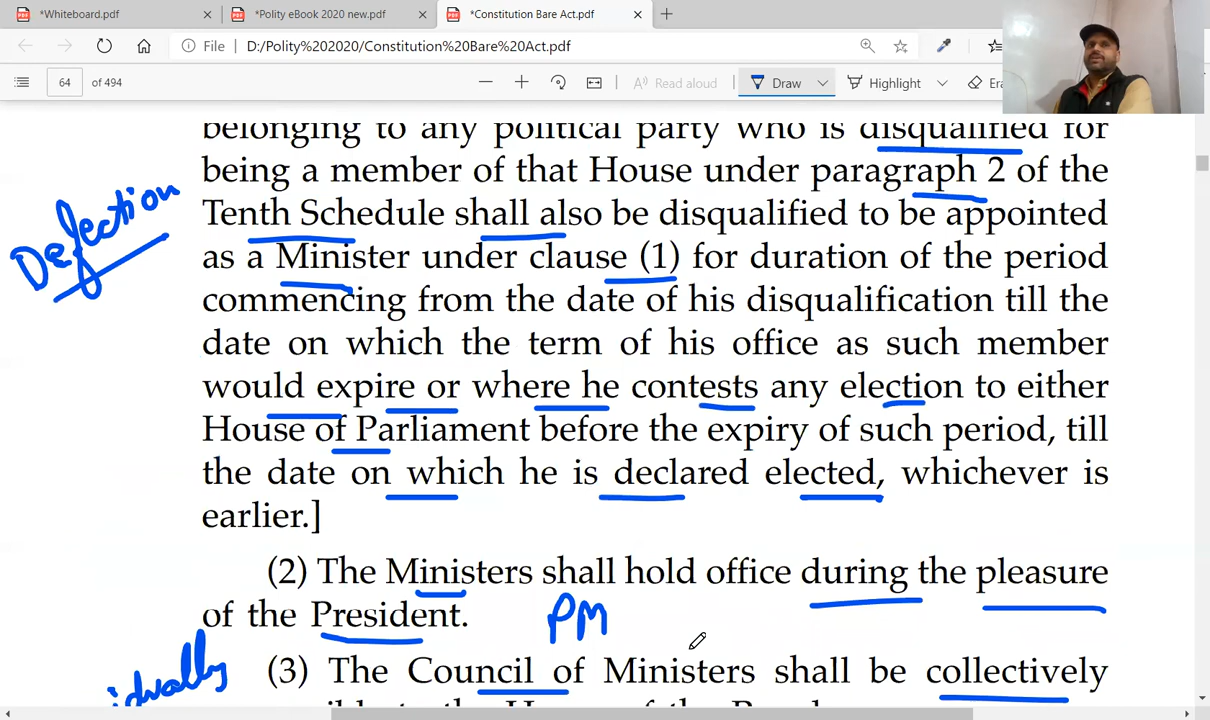 *Whiteboard.pdf
*Polity eBook 2020 new.pdf
*Constitution Bare Act.pdf
File D:/Polity%202020/Constitution%20Bare%20Act.pdf
64 of 494
Read aloud
Draw
Highlight
Era
belonging to any political party who is disqualified for
being a member of that House under paragraph 2 of the
Tenth Schedule shall also be disqualified to be appointed
as a Minister under clause (1) for duration of the period
commencing from the date of his disqualification till the
date on which the term of his office as such member
would expire or where he contests any election to either
House of Parliament before the expiry of such period, till
the date on which he is declared elected, whichever is
earlier.]
Defection
(2) The Ministers shall hold office during the pleasure
of the President.
PM
(3) The Council of Ministers shall be collectively